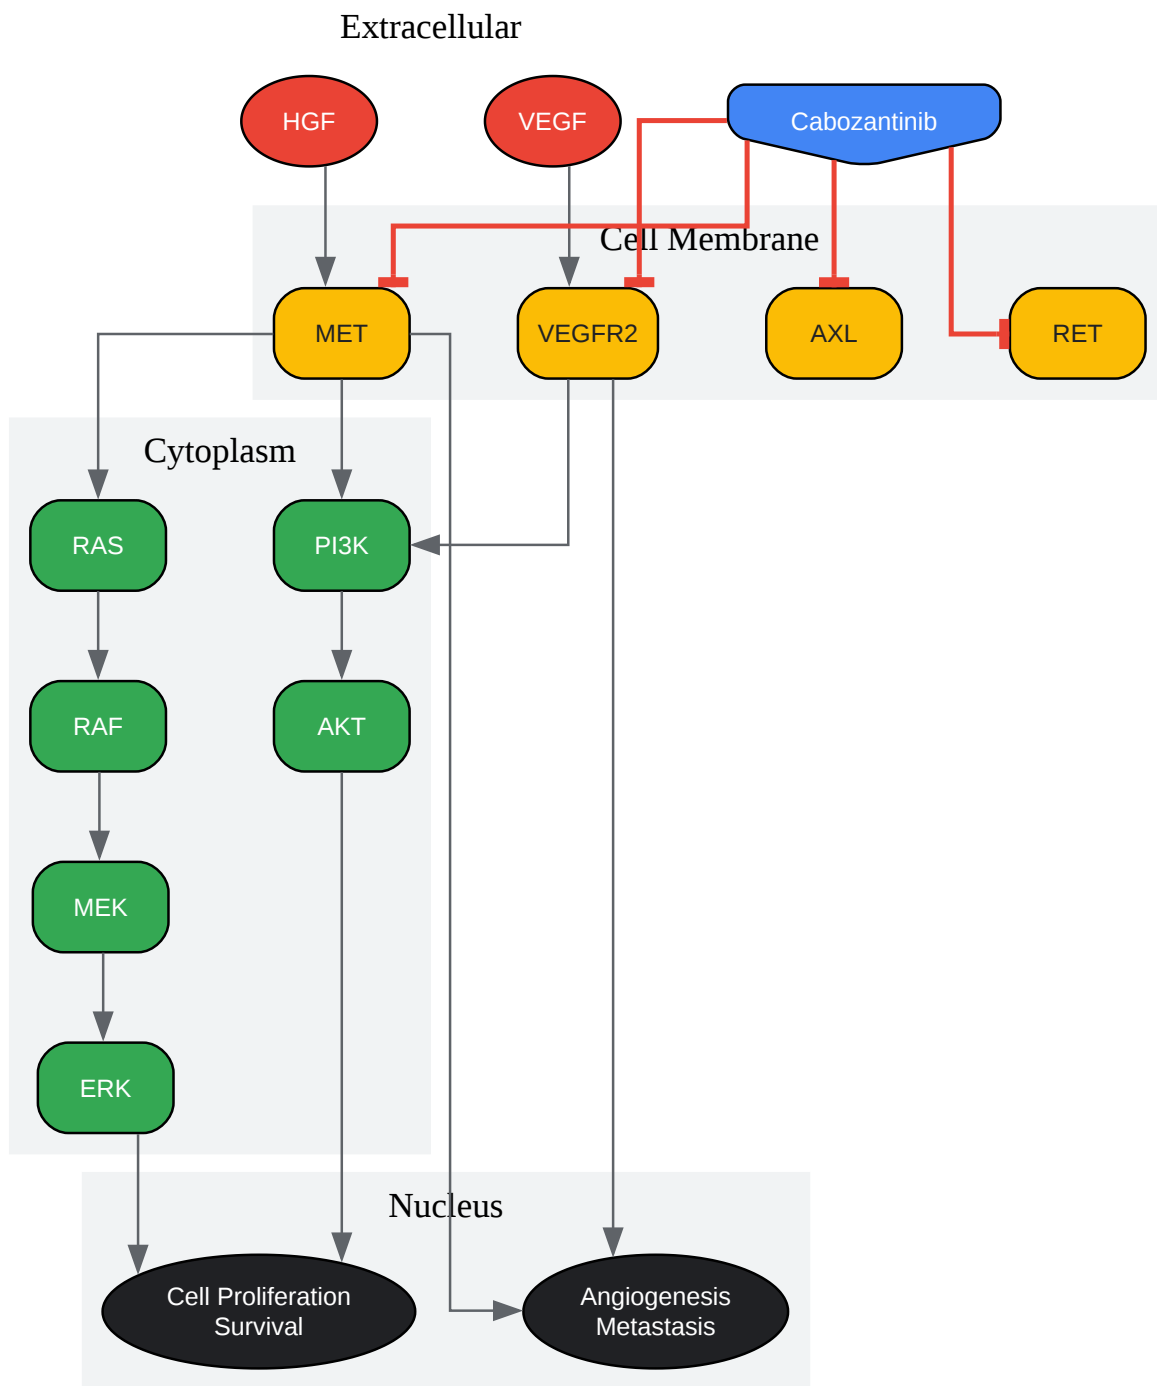 Extracellular
HGF
VEGF
Cabozantinib
Cell Membrane
MET
VEGFR2
AXL
RET
Cytoplasm
RAS
PI3K
RAF
AKT
MEK
ERK
Nucleus
Cell Proliferation
Survival
Angiogenesis
Metastasis